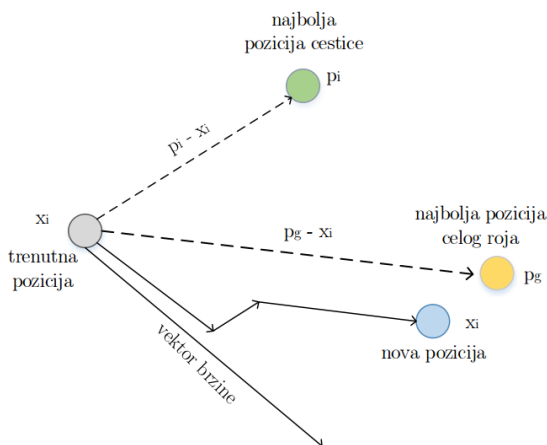 najbolja
pozicija cestice
pi
pi - xi
xi
trenutna
pozicija
pg - xi
najbolja pozicija
celog roja
pg
xi
nova pozicija
vektor brzine